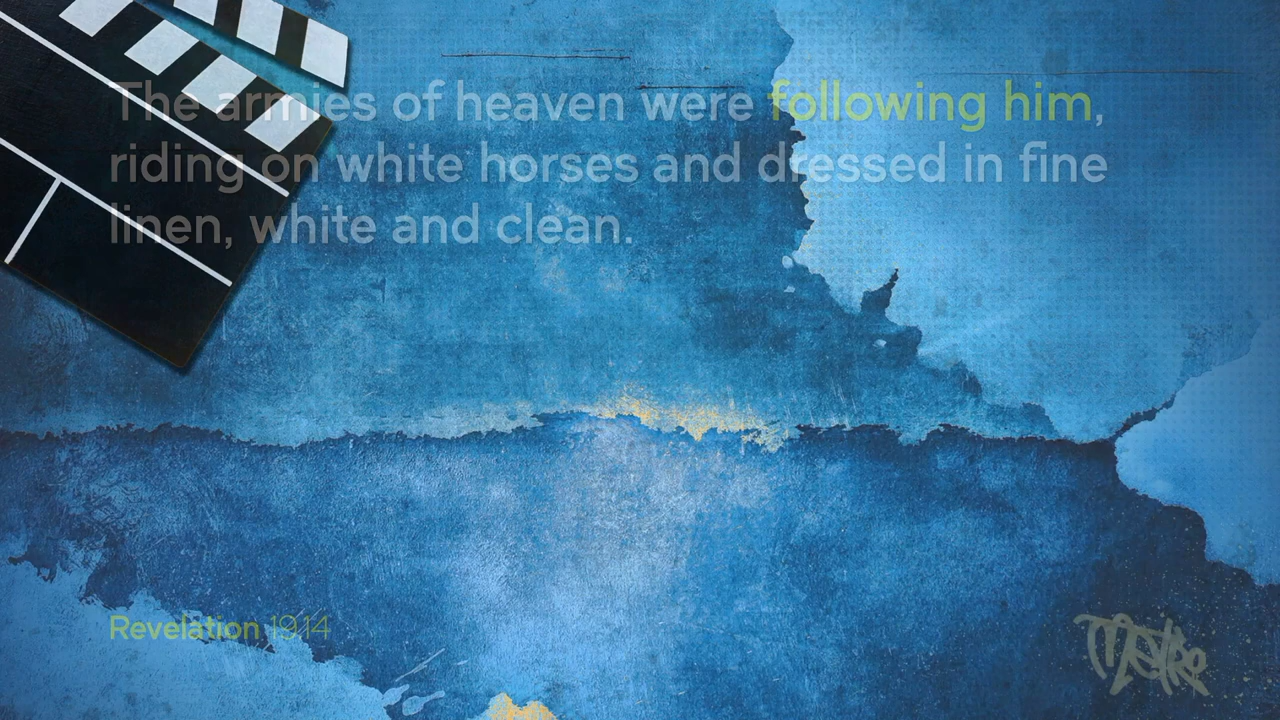 The armies of heaven were following him,
riding on white horses and dressed in fine
linen, white and clean.
Revelation 19:14